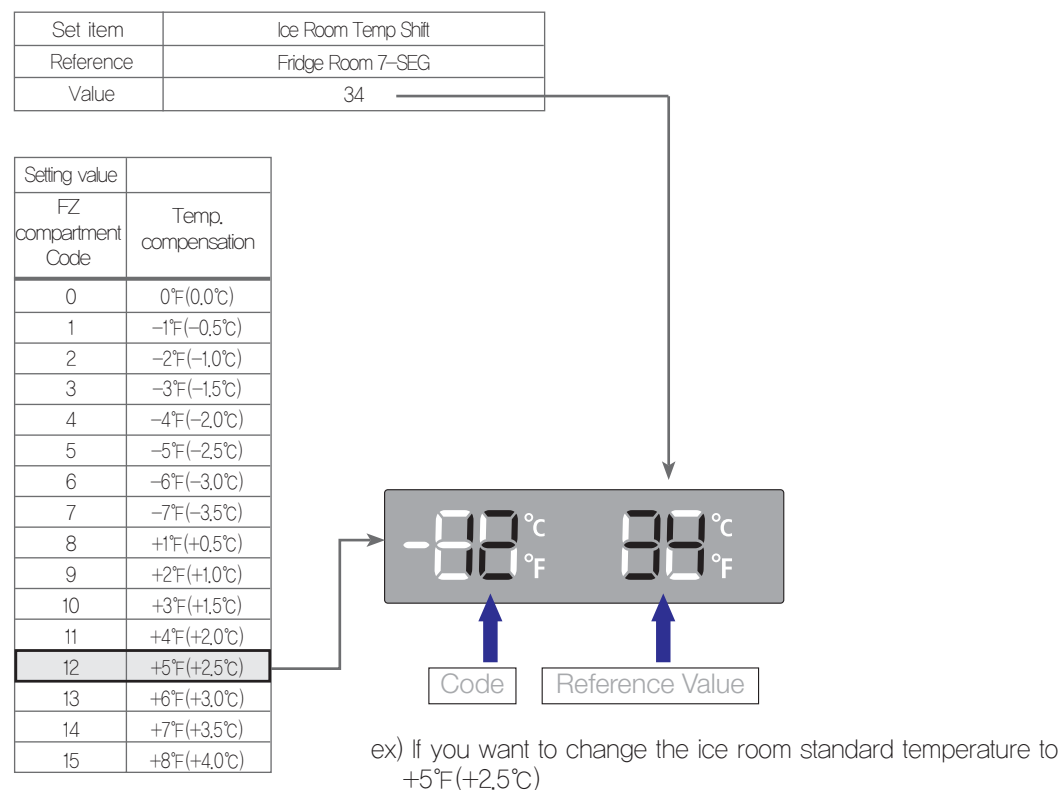 Set item Ice Room Temp Shift
Reference Fridge Room 7-SEG
Value 34
Setting value
FZ compartment Code Temp. compensation
0 0°F(0.0°C)
1 -1°F(-0.5°C)
2 -2°F(-1.0°C)
3 -3°F(-1.5°C)
4 -4°F(-2.0°C)
5 -5°F(-2.5°C)
6 -6°F(-3.0°C)
7 -7°F(-3.5°C)
8 +1°F(+0.5°C)
9 +2°F(+1.0°C)
10 +3°F(+1.5°C)
11 +4°F(+2.0°C)
12 +5°F(+2.5°C)
13 +6°F(+3.0°C)
14 +7°F(+3.5°C)
15 +8°F(+4.0°C)
12 °C °F 34 °C °F
Code Reference Value
ex) If you want to change the ice room standard temperature to
+5°F(+2.5°C)